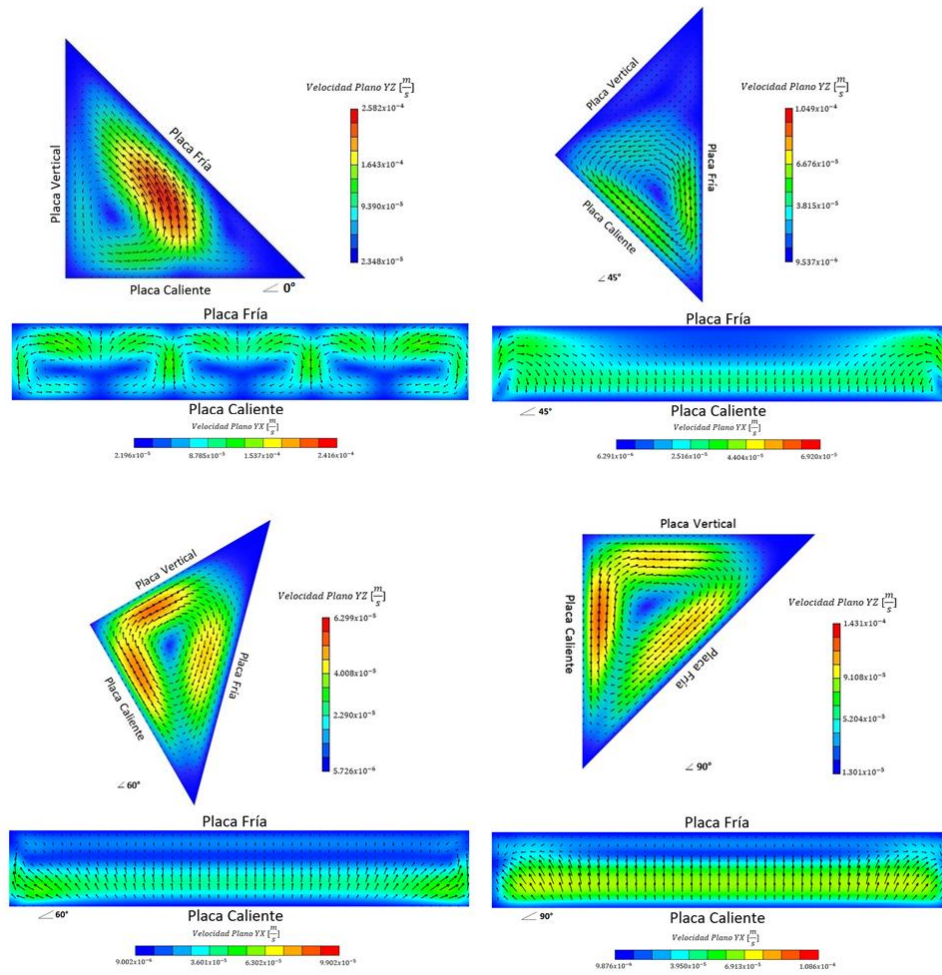 Velocidad Plano YZ [m/s]
2.582x10⁻⁴
1.643x10⁻⁴
9.390x10⁻⁵
2.348x10⁻⁵
Placa Vertical
Placa Fría
Placa Caliente
∠ 0°
Placa Fría
Placa Caliente
Velocidad Plano YX [m/s]
2.196x10⁻⁵ 8.785x10⁻⁵ 1.537x10⁻⁴ 2.416x10⁻⁴
Velocidad Plano YZ [m/s]
1.049x10⁻⁴
6.676x10⁻⁵
3.815x10⁻⁵
9.537x10⁻⁶
Placa Vertical
Placa Fría
Placa Caliente
∠ 45°
Placa Fría
Placa Caliente
∠ 45°
Velocidad Plano YX [m/s]
6.291x10⁻⁶ 2.516x10⁻⁵ 4.404x10⁻⁵ 6.920x10⁻⁵
Velocidad Plano YZ [m/s]
6.299x10⁻⁵
4.008x10⁻⁵
2.290x10⁻⁵
5.726x10⁻⁶
Placa Vertical
Placa Fría
Placa Caliente
∠ 60°
Placa Fría
Placa Caliente
∠ 60°
Velocidad Plano YX [m/s]
9.002x10⁻⁶ 3.601x10⁻⁵ 6.302x10⁻⁵ 9.902x10⁻⁵
Placa Vertical
Velocidad Plano YZ [m/s]
1.431x10⁻⁴
9.108x10⁻⁵
5.204x10⁻⁵
1.301x10⁻⁵
Placa Caliente
Placa Fría
∠ 90°
Placa Fría
Placa Caliente
∠ 90°
Velocidad Plano YX [m/s]
9.876x10⁻⁶ 3.950x10⁻⁵ 6.913x10⁻⁵ 1.086x10⁻⁴